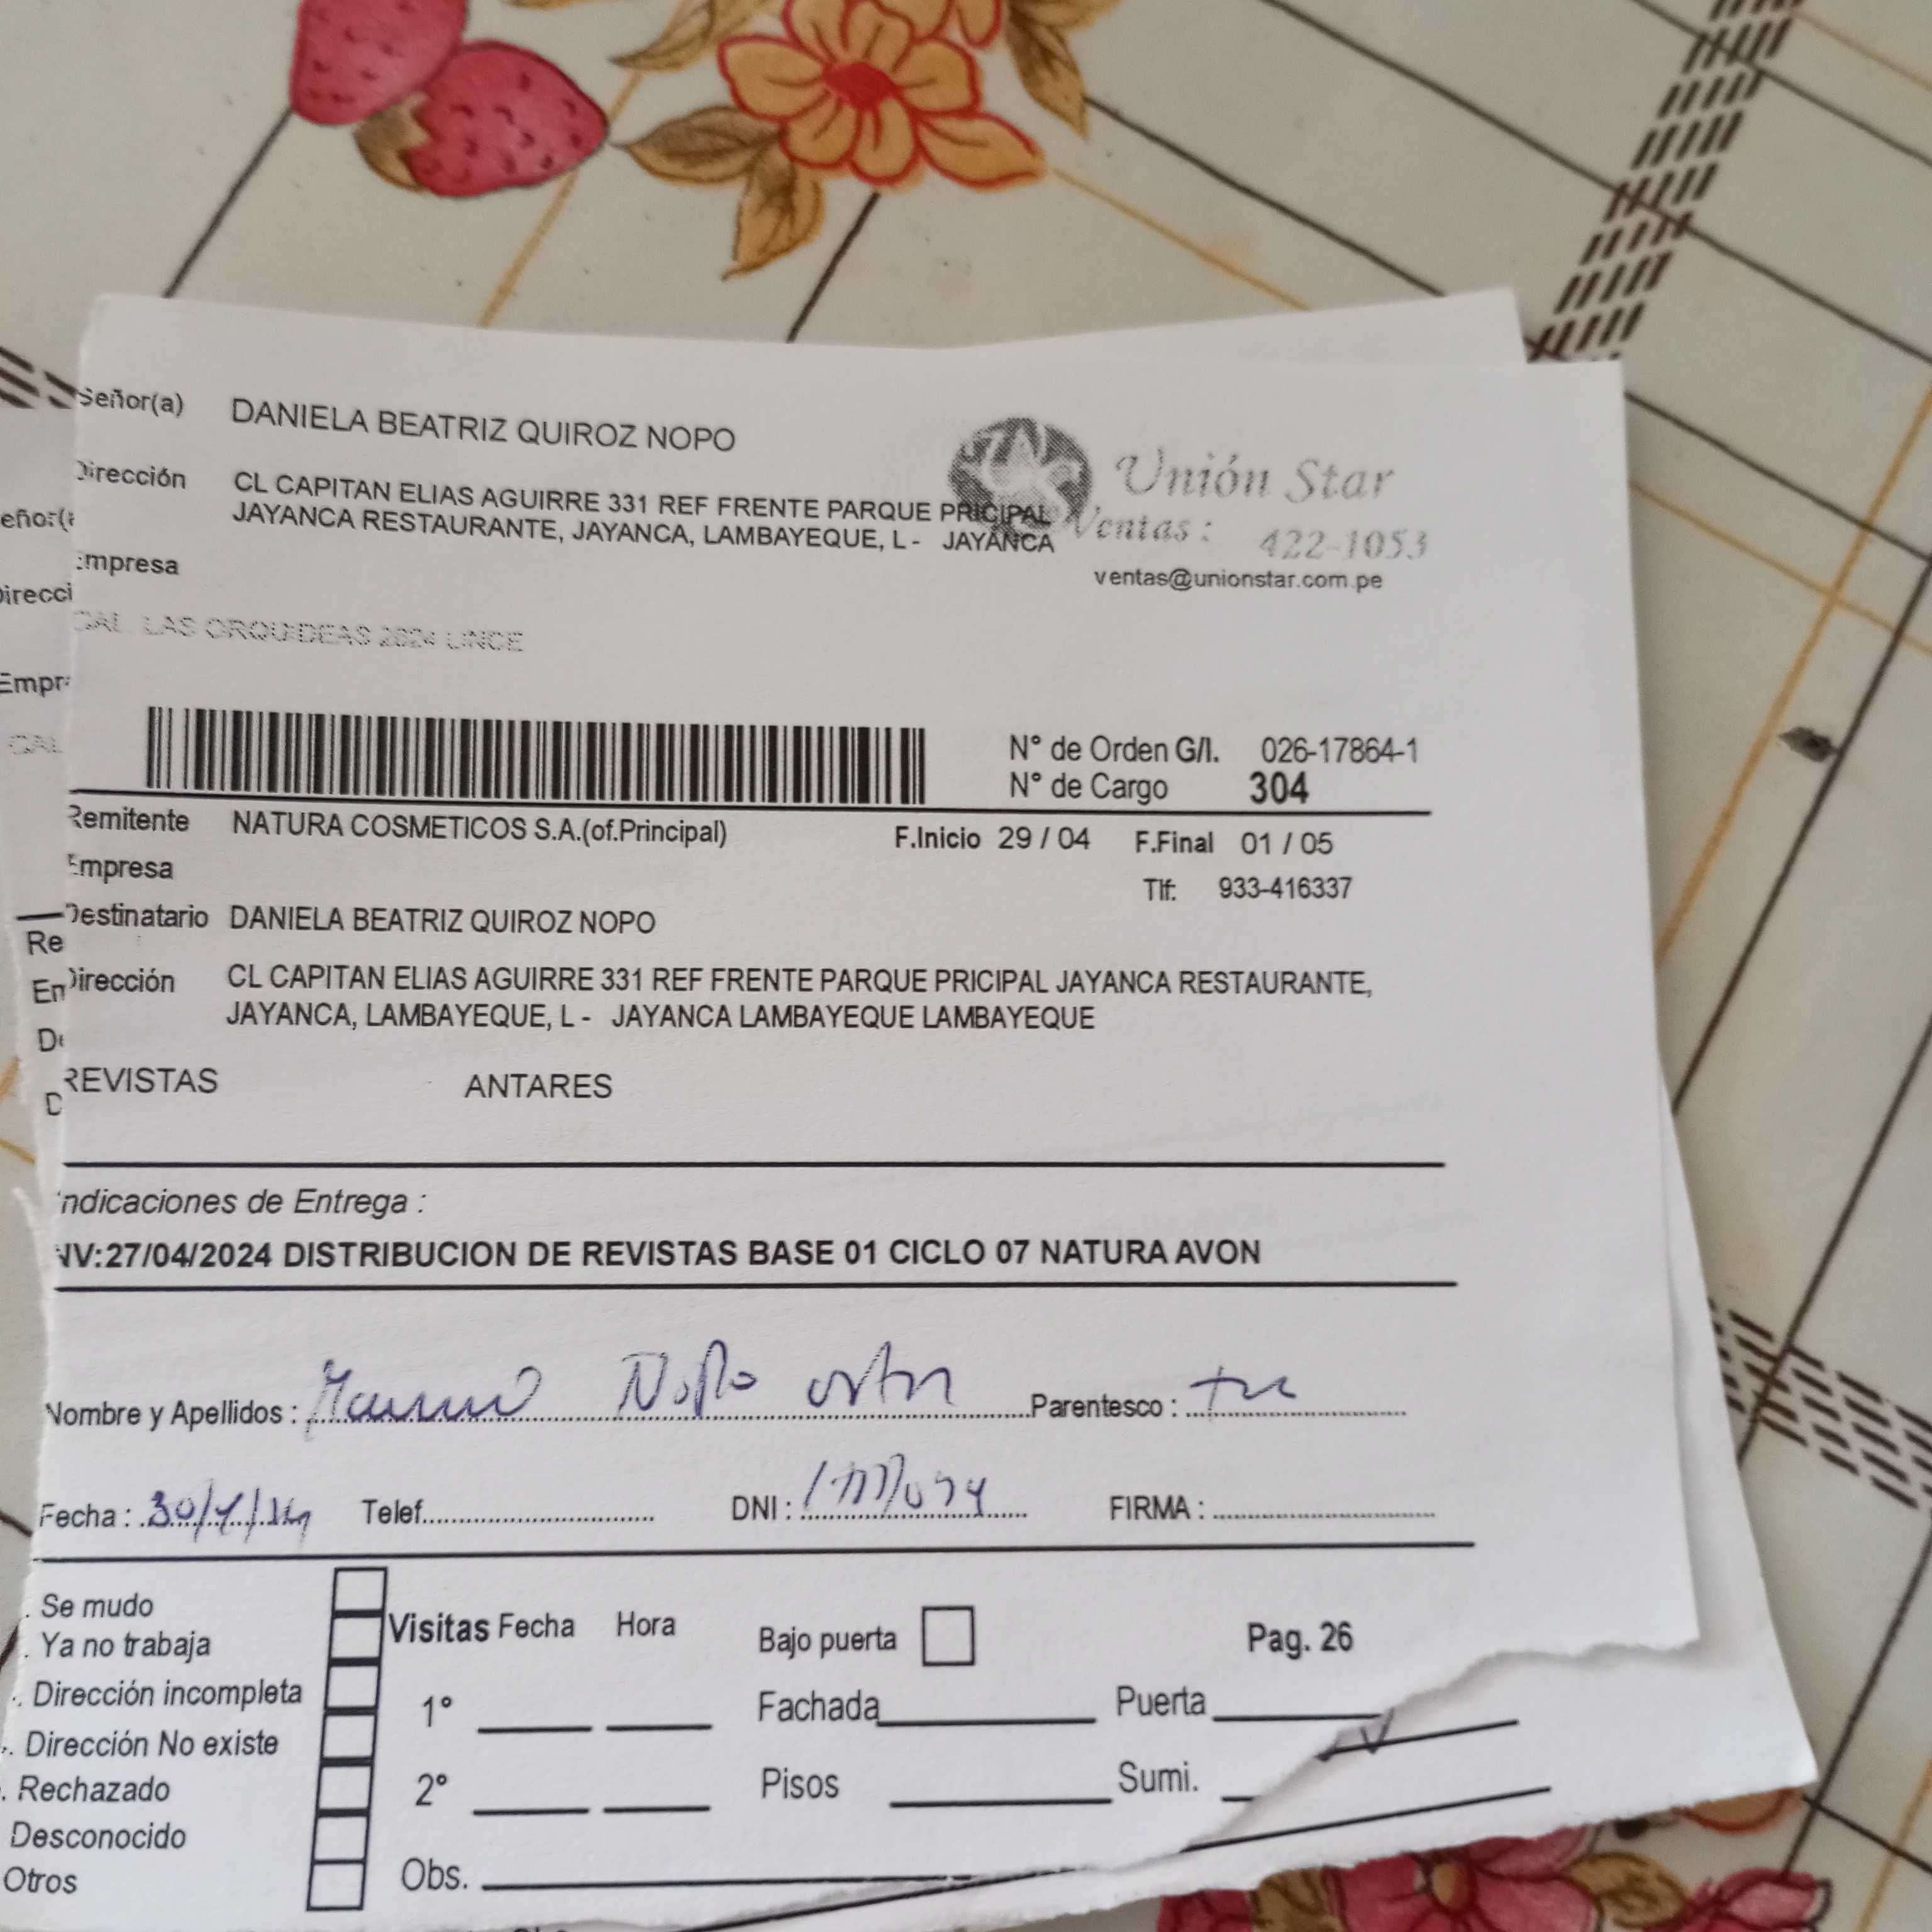 Señor(a) DANIELA BEATRIZ QUIROZ NOPO
Dirección CL CAPITAN ELIAS AGUIRRE 331 REF FRENTE PARQUE PRICIPAL
JAYANCA RESTAURANTE, JAYANCA, LAMBAYEQUE, L - JAYANCA
Empresa
CAL. LAS ORQUIDEAS 2624 LINCE
Unión Star
Ventas : 422-1053
ventas@unionstar.com.pe
N° de Orden G/I. 026-17864-1
N° de Cargo 304
Remitente NATURA COSMETICOS S.A.(of.Principal) F.Inicio 29 / 04 F.Final 01 / 05
Empresa Tlf: 933-416337
Destinatario DANIELA BEATRIZ QUIROZ NOPO
Dirección CL CAPITAN ELIAS AGUIRRE 331 REF FRENTE PARQUE PRICIPAL JAYANCA RESTAURANTE,
JAYANCA, LAMBAYEQUE, L - JAYANCA LAMBAYEQUE LAMBAYEQUE
REVISTAS ANTARES
Indicaciones de Entrega :
NV:27/04/2024 DISTRIBUCION DE REVISTAS BASE 01 CICLO 07 NATURA AVON
Nombre y Apellidos : Nopo Parentesco :
Fecha : 30/4/24 Telef. DNI : FIRMA :
Se mudo
Ya no trabaja
Dirección incompleta
Dirección No existe
Rechazado
Desconocido
Otros
Visitas Fecha Hora
1°
2°
Obs.
Bajo puerta
Fachada
Pisos
Pag. 26
Puerta
Sumi.